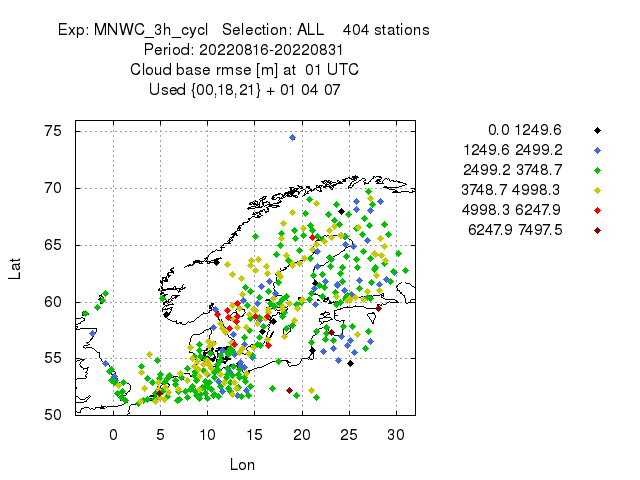 Exp: MNWC_3h_cycl   Selection: ALL    404 stations
Period: 20220816-20220831
Cloud base rmse [m] at  01 UTC
Used {00,18,21} + 01 04 07
0.0 1249.6
1249.6 2499.2
2499.2 3748.7
3748.7 4998.3
4998.3 6247.9
6247.9 7497.5
Lat
75
70
65
60
55
50
0 5 10 15 20 25 30
Lon